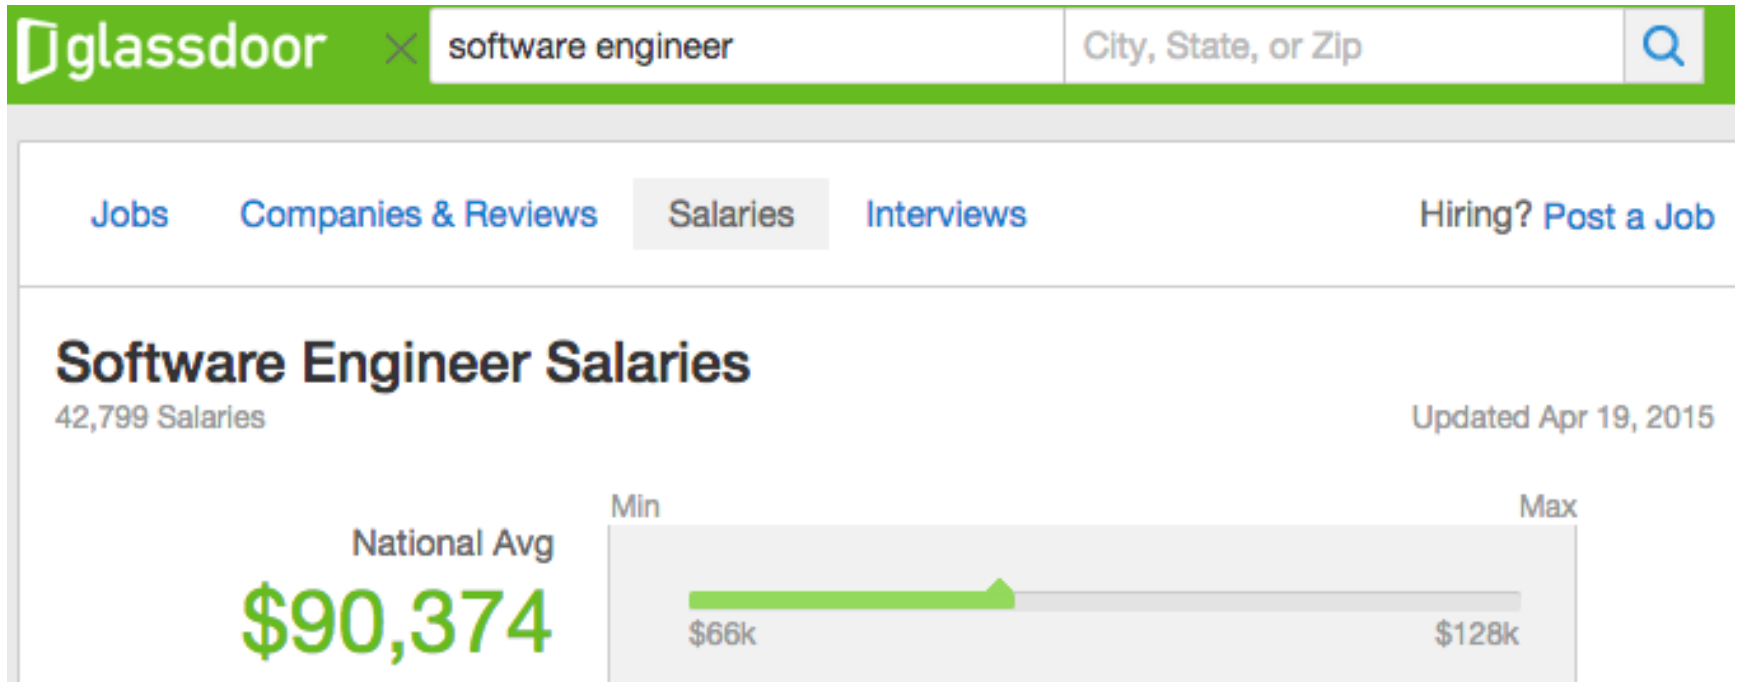 glassdoor × software engineer City, State, or Zip
Jobs Companies & Reviews Salaries Interviews Hiring? Post a Job
Software Engineer Salaries
42,799 Salaries Updated Apr 19, 2015
Min Max
National Avg
$90,374
$66k $128k